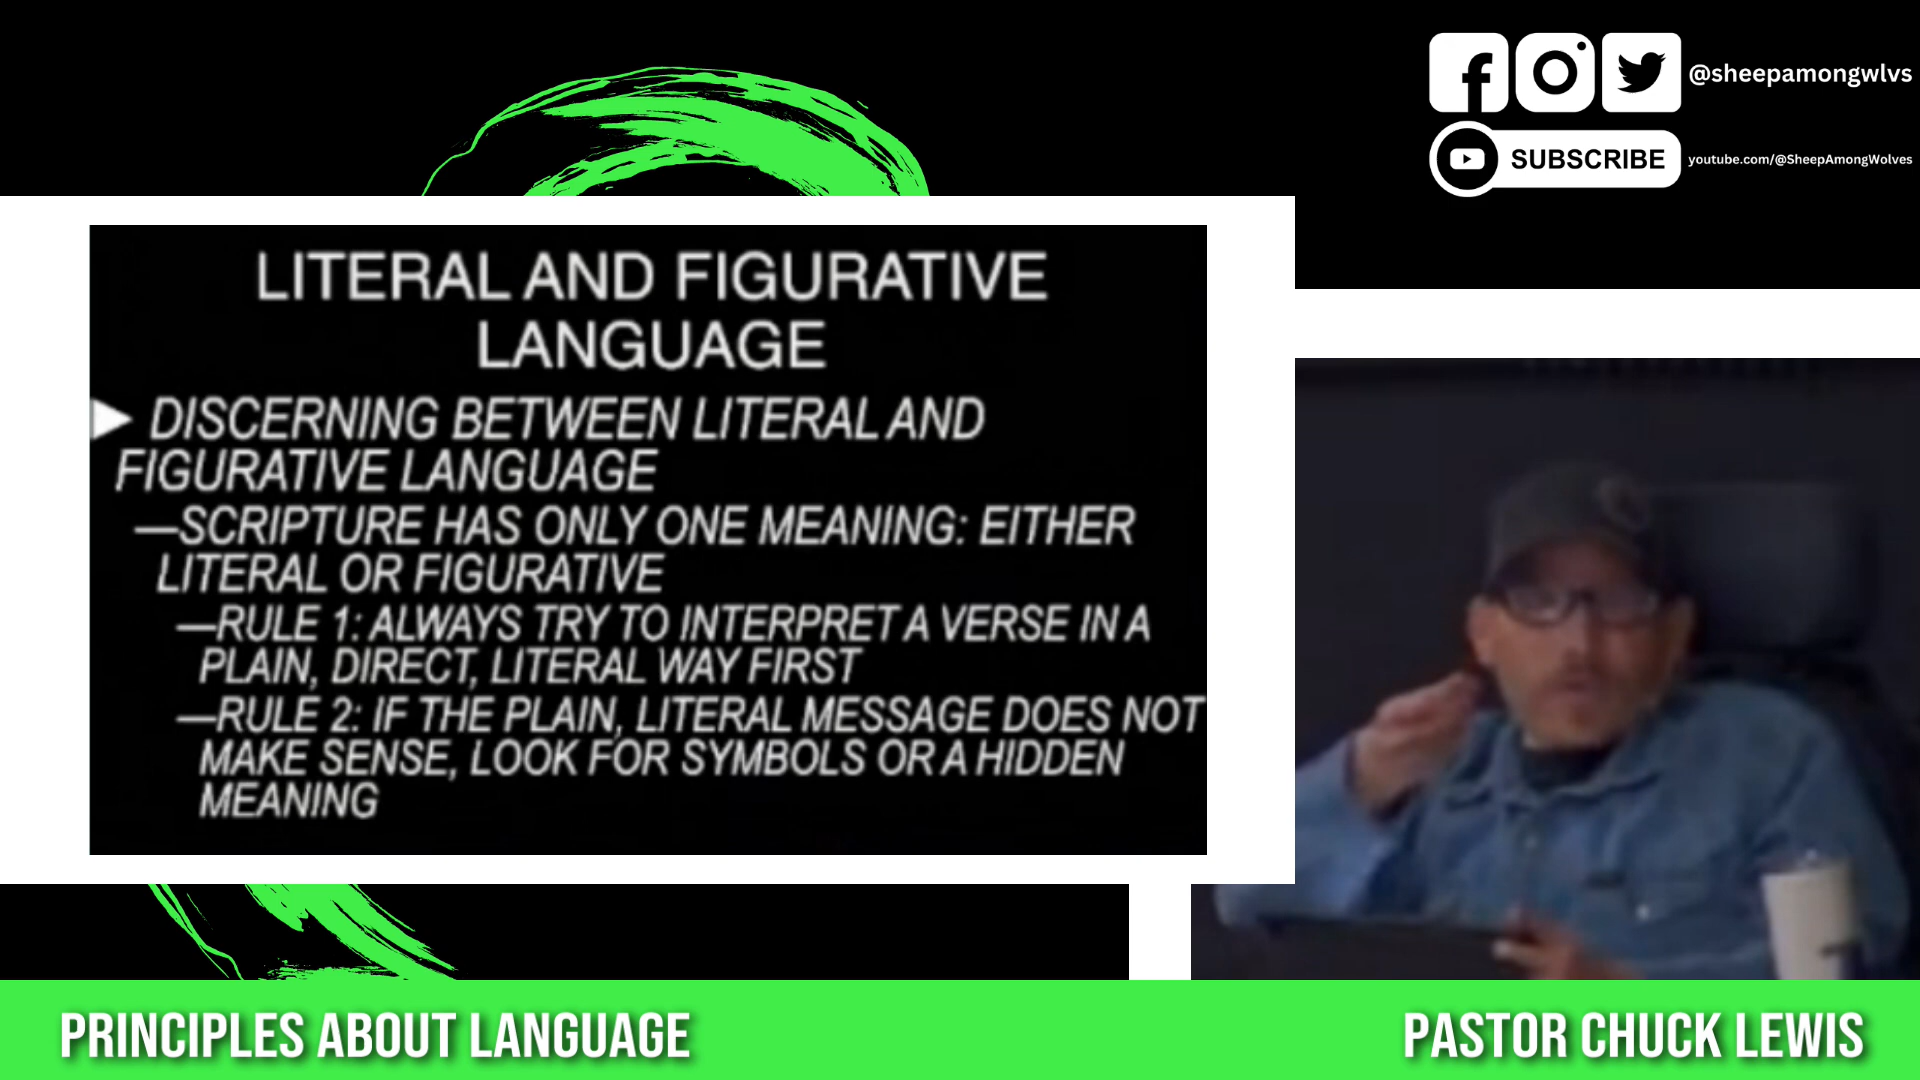 @sheepamongwlvs
SUBSCRIBE
youtube.com/@SheepAmongWolves
LITERAL AND FIGURATIVE
LANGUAGE
► DISCERNING BETWEEN LITERAL AND
FIGURATIVE LANGUAGE
—SCRIPTURE HAS ONLY ONE MEANING: EITHER
LITERAL OR FIGURATIVE
—RULE 1: ALWAYS TRY TO INTERPRET A VERSE IN A
PLAIN, DIRECT, LITERAL WAY FIRST
—RULE 2: IF THE PLAIN, LITERAL MESSAGE DOES NOT
MAKE SENSE, LOOK FOR SYMBOLS OR A HIDDEN
MEANING
PRINCIPLES ABOUT LANGUAGE
PASTOR CHUCK LEWIS